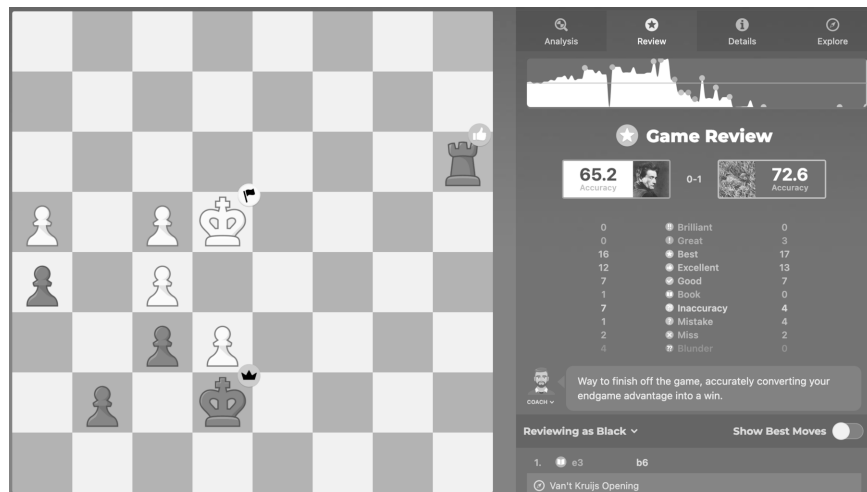 Analysis Review Details Explore
Game Review
65.2 Accuracy 0-1 72.6 Accuracy
0 Brilliant 0
0 Great 3
16 Best 17
12 Excellent 13
7 Good 7
1 Book 0
7 Inaccuracy 4
1 Mistake 4
2 Miss 2
4 Blunder 0
Way to finish off the game, accurately converting your
endgame advantage into a win.
COACH
Reviewing as Black Show Best Moves
1. e3 b6
Van't Kruijs Opening